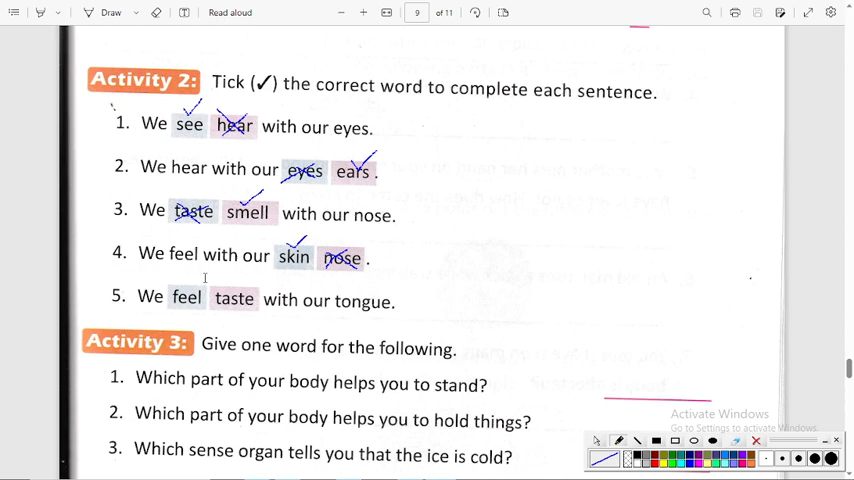 Draw
Read aloud
9
of 11
Activity 2: Tick (✓) the correct word to complete each sentence.
1. We see hear with our eyes.
2. We hear with our eyes ears.
3. We taste smell with our nose.
4. We feel with our skin nose.
5. We feel taste with our tongue.
Activity 3: Give one word for the following.
1. Which part of your body helps you to stand?
2. Which part of your body helps you to hold things?
3. Which sense organ tells you that the ice is cold?
Activate Windows
Go to Settings to activate Windows.